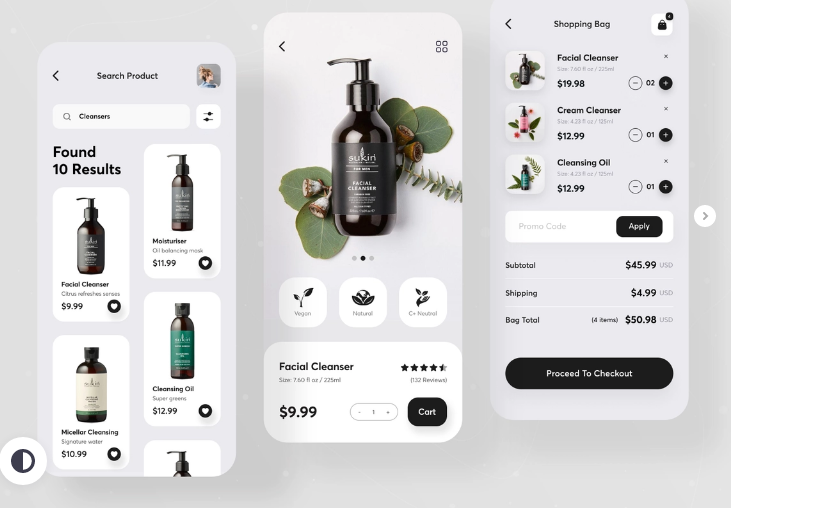 Search Product
Cleansers
Found
10 Results
Facial Cleanser
Citrus refreshes senses
$9.99
Micellar Cleansing
Signature water
$10.99
Moisturiser
Oil balancing mask
$11.99
Cleansing Oil
Super greens
$12.99
sukin
FOR MEN
FACIAL
CLEANSER
Vegan
Natural
C+ Neutral
Facial Cleanser
Size: 7.60 fl oz / 225ml
(132 Reviews)
$9.99
- 1 +
Cart
Shopping Bag
4
Facial Cleanser ×
Size: 7.60 fl oz / 225ml
$19.98 − 02 +
Cream Cleanser ×
Size: 4.23 fl oz / 125ml
$12.99 − 01 +
Cleansing Oil ×
Size: 4.23 fl oz / 125ml
$12.99 − 01 +
Promo Code Apply
Subtotal $45.99 USD
Shipping $4.99 USD
Bag Total (4 items) $50.98 USD
Proceed To Checkout